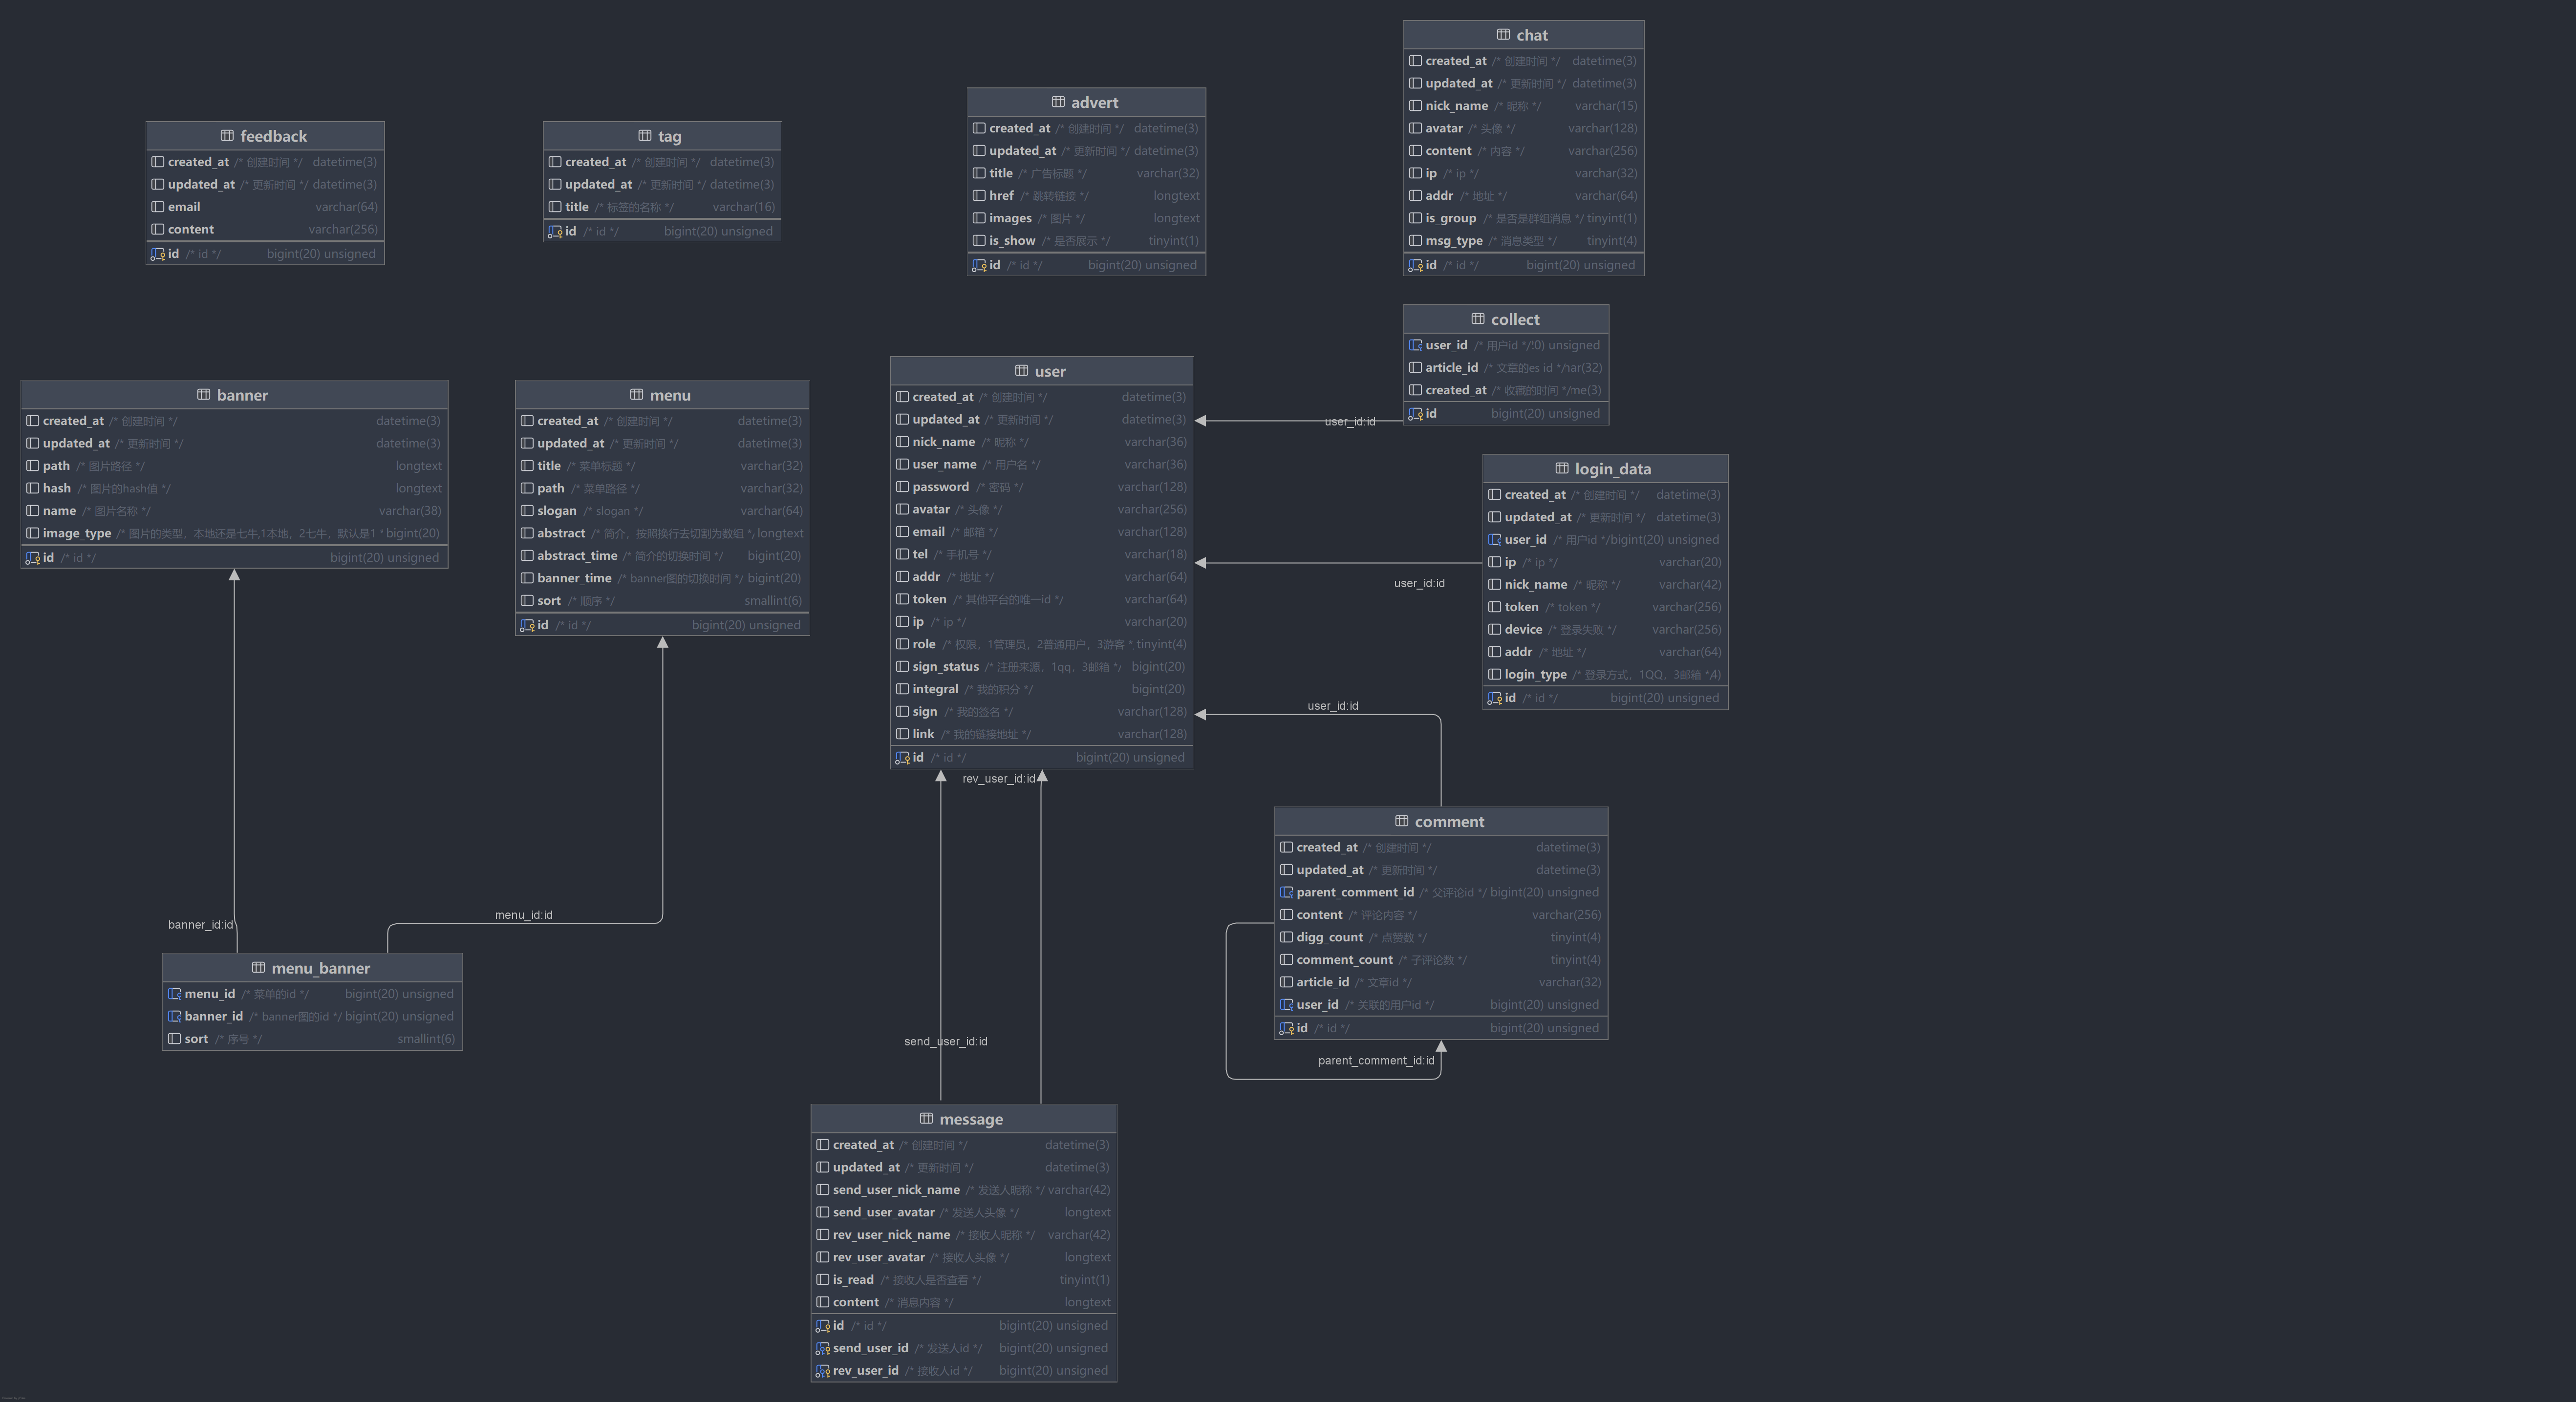 chat
created_at /* 创建时间 */ datetime(3)
updated_at /* 更新时间 */ datetime(3)
nick_name /* 昵称 */ varchar(15)
avatar /* 头像 */ varchar(128)
content /* 内容 */ varchar(256)
ip /* ip */ varchar(32)
addr /* 地址 */ varchar(64)
is_group /* 是否是群组消息 */ tinyint(1)
msg_type /* 消息类型 */ tinyint(4)
id /* id */ bigint(20) unsigned
advert
created_at /* 创建时间 */ datetime(3)
updated_at /* 更新时间 */ datetime(3)
title /* 广告标题 */ varchar(32)
href /* 跳转链接 */ longtext
images /* 图片 */ longtext
is_show /* 是否展示 */ tinyint(1)
id /* id */ bigint(20) unsigned
feedback
created_at /* 创建时间 */ datetime(3)
updated_at /* 更新时间 */ datetime(3)
email varchar(64)
content varchar(256)
id /* id */ bigint(20) unsigned
tag
created_at /* 创建时间 */ datetime(3)
updated_at /* 更新时间 */ datetime(3)
title /* 标签的名称 */ varchar(16)
id /* id */ bigint(20) unsigned
collect
user_id /* 用户id */ unsigned
article_id /* 文章的es id */ (32)
created_at /* 收藏的时间 */ (3)
id bigint(20) unsigned
user_id:id
banner
created_at /* 创建时间 */ datetime(3)
updated_at /* 更新时间 */ datetime(3)
path /* 图片路径 */ longtext
hash /* 图片的hash值 */ longtext
name /* 图片名称 */ varchar(38)
image_type /* 图片的类型，本地还是七牛,1本地，2七牛，默认是1 * bigint(20)
id /* id */ bigint(20) unsigned
menu
created_at /* 创建时间 */ datetime(3)
updated_at /* 更新时间 */ datetime(3)
title /* 菜单标题 */ varchar(32)
path /* 菜单路径 */ varchar(32)
slogan /* slogan */ varchar(64)
abstract /* 简介，按照换行去切割为数组 */ longtext
abstract_time /* 简介的切换时间 */ bigint(20)
banner_time /* banner图的切换时间 */ bigint(20)
sort /* 顺序 */ smallint(6)
id /* id */ bigint(20) unsigned
user
created_at /* 创建时间 */ datetime(3)
updated_at /* 更新时间 */ datetime(3)
nick_name /* 昵称 */ varchar(36)
user_name /* 用户名 */ varchar(36)
password /* 密码 */ varchar(128)
avatar /* 头像 */ varchar(256)
email /* 邮箱 */ varchar(128)
tel /* 手机号 */ varchar(18)
addr /* 地址 */ varchar(64)
token /* 其他平台的唯一id */ varchar(64)
ip /* ip */ varchar(20)
role /* 权限，1管理员，2普通用户，3游客 * tinyint(4)
sign_status /* 注册来源，1qq，3邮箱 */ bigint(20)
integral /* 我的积分 */ bigint(20)
sign /* 我的签名 */ varchar(128)
link /* 我的链接地址 */ varchar(128)
id /* id */ bigint(20) unsigned
login_data
created_at /* 创建时间 */ datetime(3)
updated_at /* 更新时间 */ datetime(3)
user_id /* 用户id */ bigint(20) unsigned
ip /* ip */ varchar(20)
nick_name /* 昵称 */ varchar(42)
token /* token */ varchar(256)
device /* 登录失败 */ varchar(256)
addr /* 地址 */ varchar(64)
login_type /* 登录方式，1QQ，3邮箱 */ 4)
id /* id */ bigint(20) unsigned
user_id:id
user_id:id
rev_user_id:id
comment
created_at /* 创建时间 */ datetime(3)
updated_at /* 更新时间 */ datetime(3)
parent_comment_id /* 父评论id */ bigint(20) unsigned
content /* 评论内容 */ varchar(256)
digg_count /* 点赞数 */ tinyint(4)
comment_count /* 子评论数 */ tinyint(4)
article_id /* 文章id */ varchar(32)
user_id /* 关联的用户id */ bigint(20) unsigned
id /* id */ bigint(20) unsigned
parent_comment_id:id
banner_id:id
menu_id:id
menu_banner
menu_id /* 菜单的id */ bigint(20) unsigned
banner_id /* banner图的id */ bigint(20) unsigned
sort /* 序号 */ smallint(6)
send_user_id:id
message
created_at /* 创建时间 */ datetime(3)
updated_at /* 更新时间 */ datetime(3)
send_user_nick_name /* 发送人昵称 */ varchar(42)
send_user_avatar /* 发送人头像 */ longtext
rev_user_nick_name /* 接收人昵称 */ varchar(42)
rev_user_avatar /* 接收人头像 */ longtext
is_read /* 接收人是否查看 */ tinyint(1)
content /* 消息内容 */ longtext
id /* id */ bigint(20) unsigned
send_user_id /* 发送人id */ bigint(20) unsigned
rev_user_id /* 接收人id */ bigint(20) unsigned